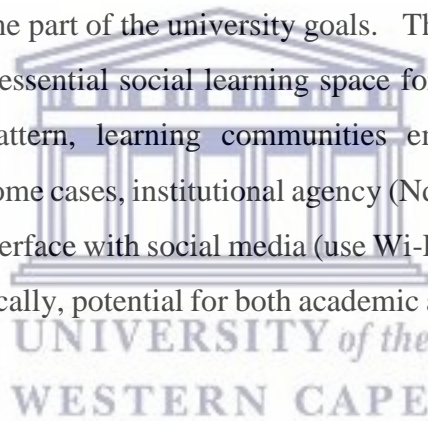 ne part of the university goals. Th
essential social learning space fo
attern, learning communities en
ome cases, institutional agency (No
erface with social media (use Wi-F
cally, potential for both academic a
UNIVERSITY of the
WESTERN CAPE